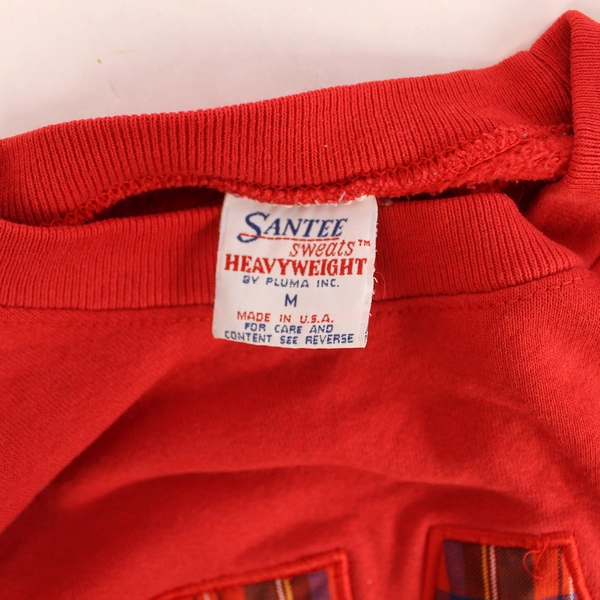 SANTEE
sweats™
HEAVYWEIGHT
BY PLUMA INC.
M
MADE IN U.S.A.
FOR CARE AND
CONTENT SEE REVERSE